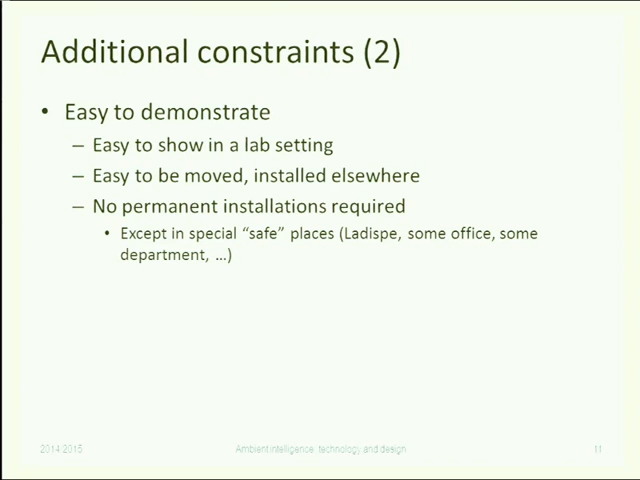 Additional constraints (2)
• Easy to demonstrate
– Easy to show in a lab setting
– Easy to be moved, installed elsewhere
– No permanent installations required
• Except in special “safe” places (Ladispe, some office, some
department, …)
2014.2015
Ambient intelligence: technology and design
11